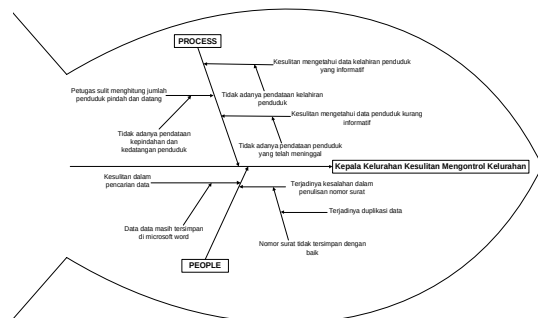 PROCESS
Kesulitan mengetahui data kelahiran penduduk
yang informatif
Petugas sulit menghitung jumlah
penduduk pindah dan datang
Tidak adanya pendataan kelahiran
penduduk
Kesulitan mengetahui data penduduk kurang
informatif
Tidak adanya pendataan
kepindahan dan
kedatangan penduduk
Tidak adanya pendataan penduduk
yang telah meninggal
Kepala Kelurahan Kesulitan Mengontrol Kelurahan
Kesulitan dalam
pencarian data
Terjadinya kesalahan dalam
penulisan nomor surat
Terjadinya duplikasi data
Data data masih tersimpan
di microsoft word
Nomor surat tidak tersimpan dengan
baik
PEOPLE